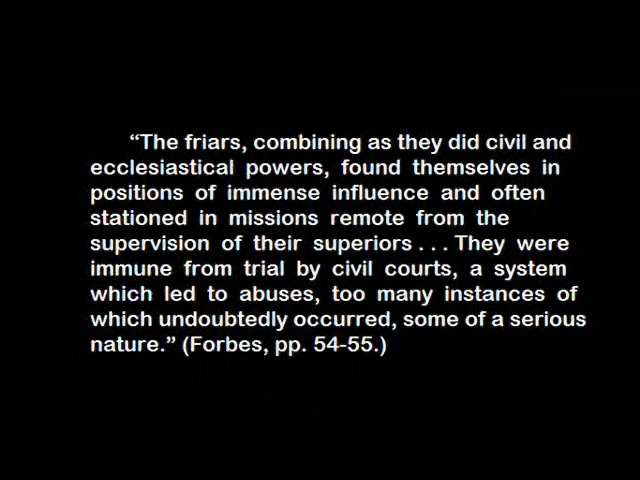 “The friars, combining as they did civil and
ecclesiastical powers, found themselves in
positions of immense influence and often
stationed in missions remote from the
supervision of their superiors . . . They were
immune from trial by civil courts, a system
which led to abuses, too many instances of
which undoubtedly occurred, some of a serious
nature.” (Forbes, pp. 54-55.)